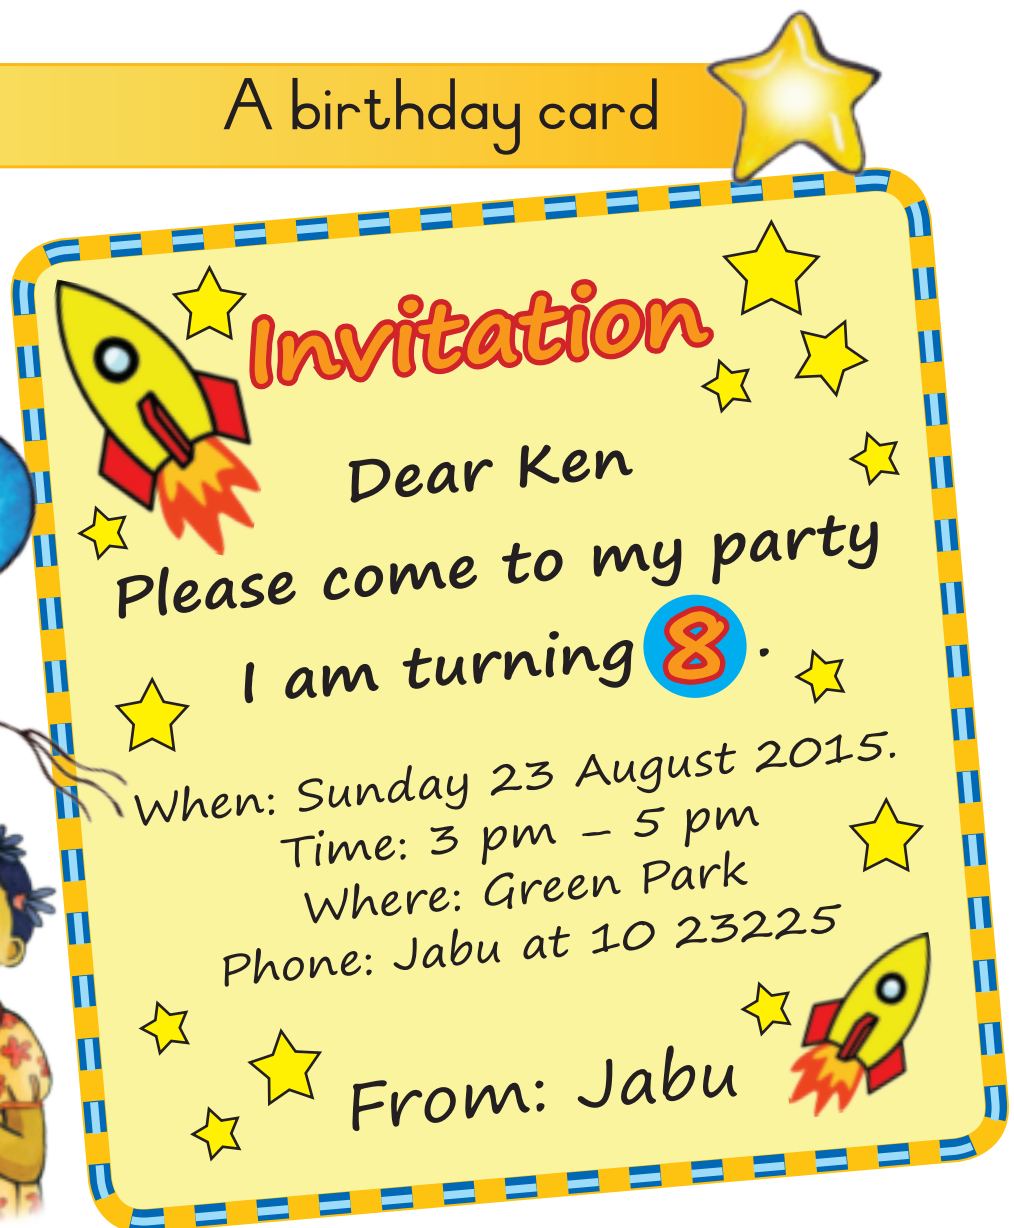 A birthday card
Invitation
Dear Ken
Please come to my party
I am turning 8 .
When: Sunday 23 August 2015.
Time: 3 pm – 5 pm
Where: Green Park
Phone: Jabu at 10 23225
From: Jabu